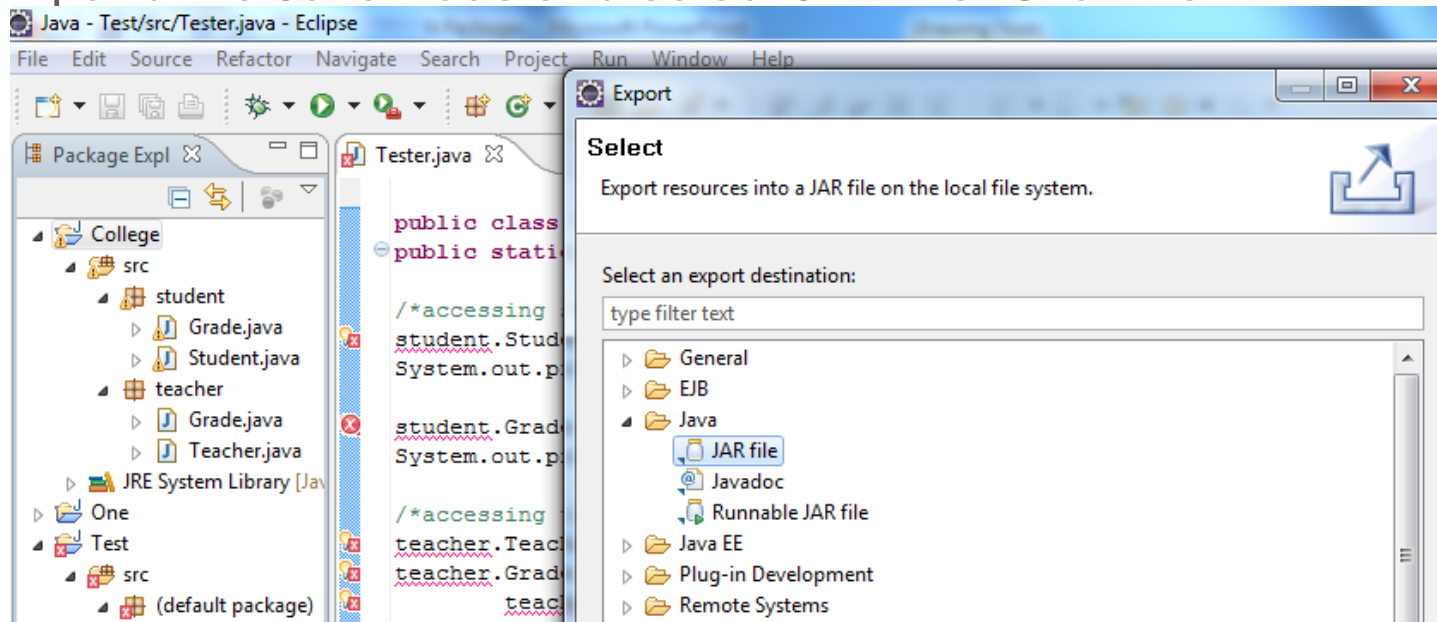 Java - Test/src/Tester.java - Eclipse
File Edit Source Refactor Navigate Search Project Run Window Help
Package Expl
College
src
student
Grade.java
Student.java
teacher
Grade.java
Teacher.java
JRE System Library [Jav
One
Test
src
(default package)
Tester.java
public class
public stati
/*accessing
student.Stud
System.out.p
student.Grad
System.out.p
/*accessing
teacher.Teac
teacher.Grad
teac
Export
Select
Export resources into a JAR file on the local file system.
Select an export destination:
type filter text
General
EJB
Java
JAR file
Javadoc
Runnable JAR file
Java EE
Plug-in Development
Remote Systems